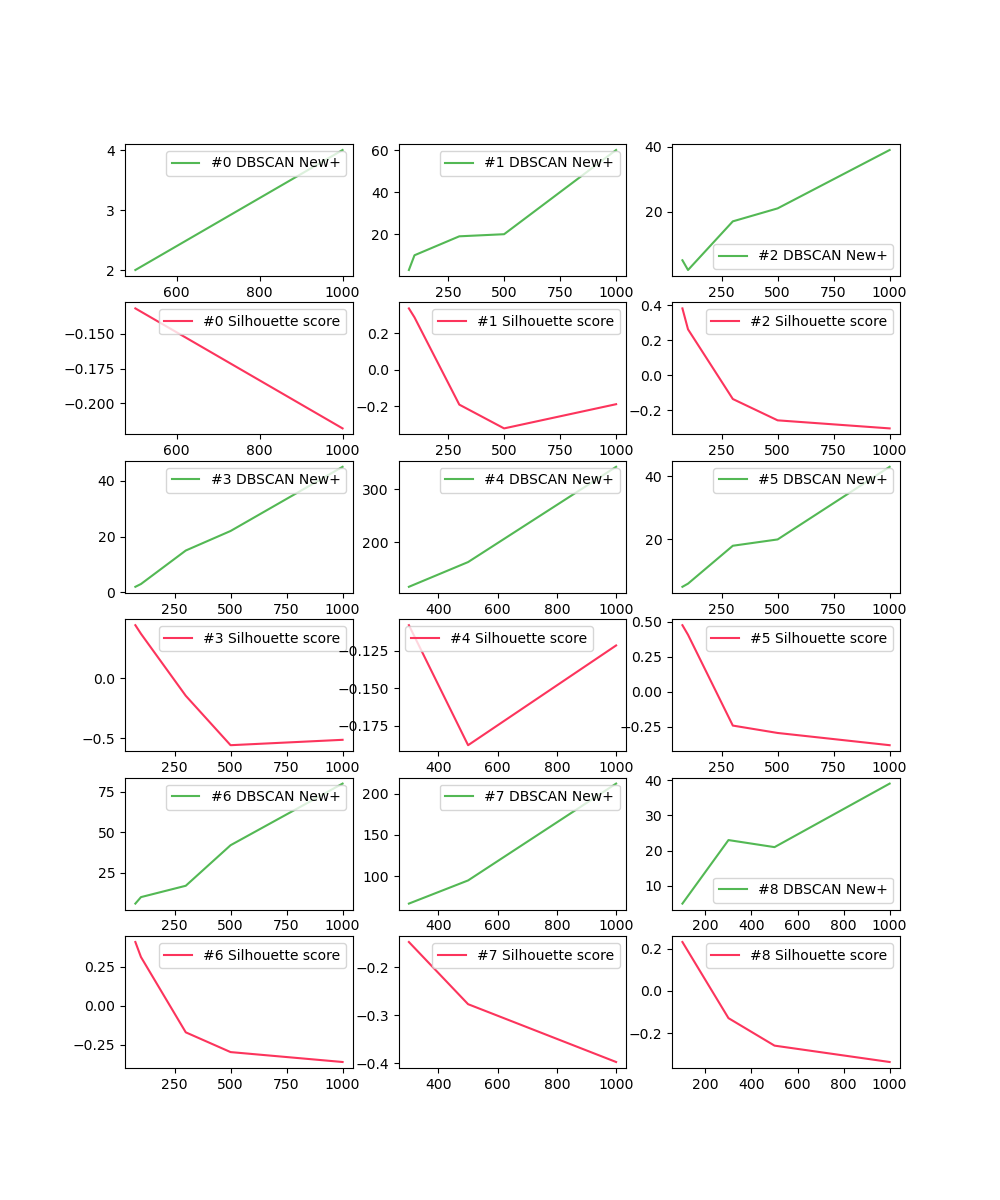 4
3
2
#0 DBSCAN New+
600 800 1000
60
40
20
#1 DBSCAN New+
250 500 750 1000
40
20
#2 DBSCAN New+
250 500 750 1000
−0.150
−0.175
−0.200
#0 Silhouette score
600 800 1000
0.2
0.0
−0.2
#1 Silhouette score
250 500 750 1000
0.4
0.2
0.0
−0.2
#2 Silhouette score
250 500 750 1000
40
20
0
#3 DBSCAN New+
250 500 750 1000
300
200
#4 DBSCAN New+
400 600 800 1000
40
20
#5 DBSCAN New+
250 500 750 1000
0.0
−0.5
#3 Silhouette score
250 500 750 1000
−0.125
−0.150
−0.175
#4 Silhouette score
400 600 800 1000
0.50
0.25
0.00
−0.25
#5 Silhouette score
250 500 750 1000
75
50
25
#6 DBSCAN New+
250 500 750 1000
200
150
100
#7 DBSCAN New+
400 600 800 1000
40
30
20
10
#8 DBSCAN New+
200 400 600 800 1000
0.25
0.00
−0.25
#6 Silhouette score
250 500 750 1000
−0.2
−0.3
−0.4
#7 Silhouette score
400 600 800 1000
0.2
0.0
−0.2
#8 Silhouette score
200 400 600 800 1000